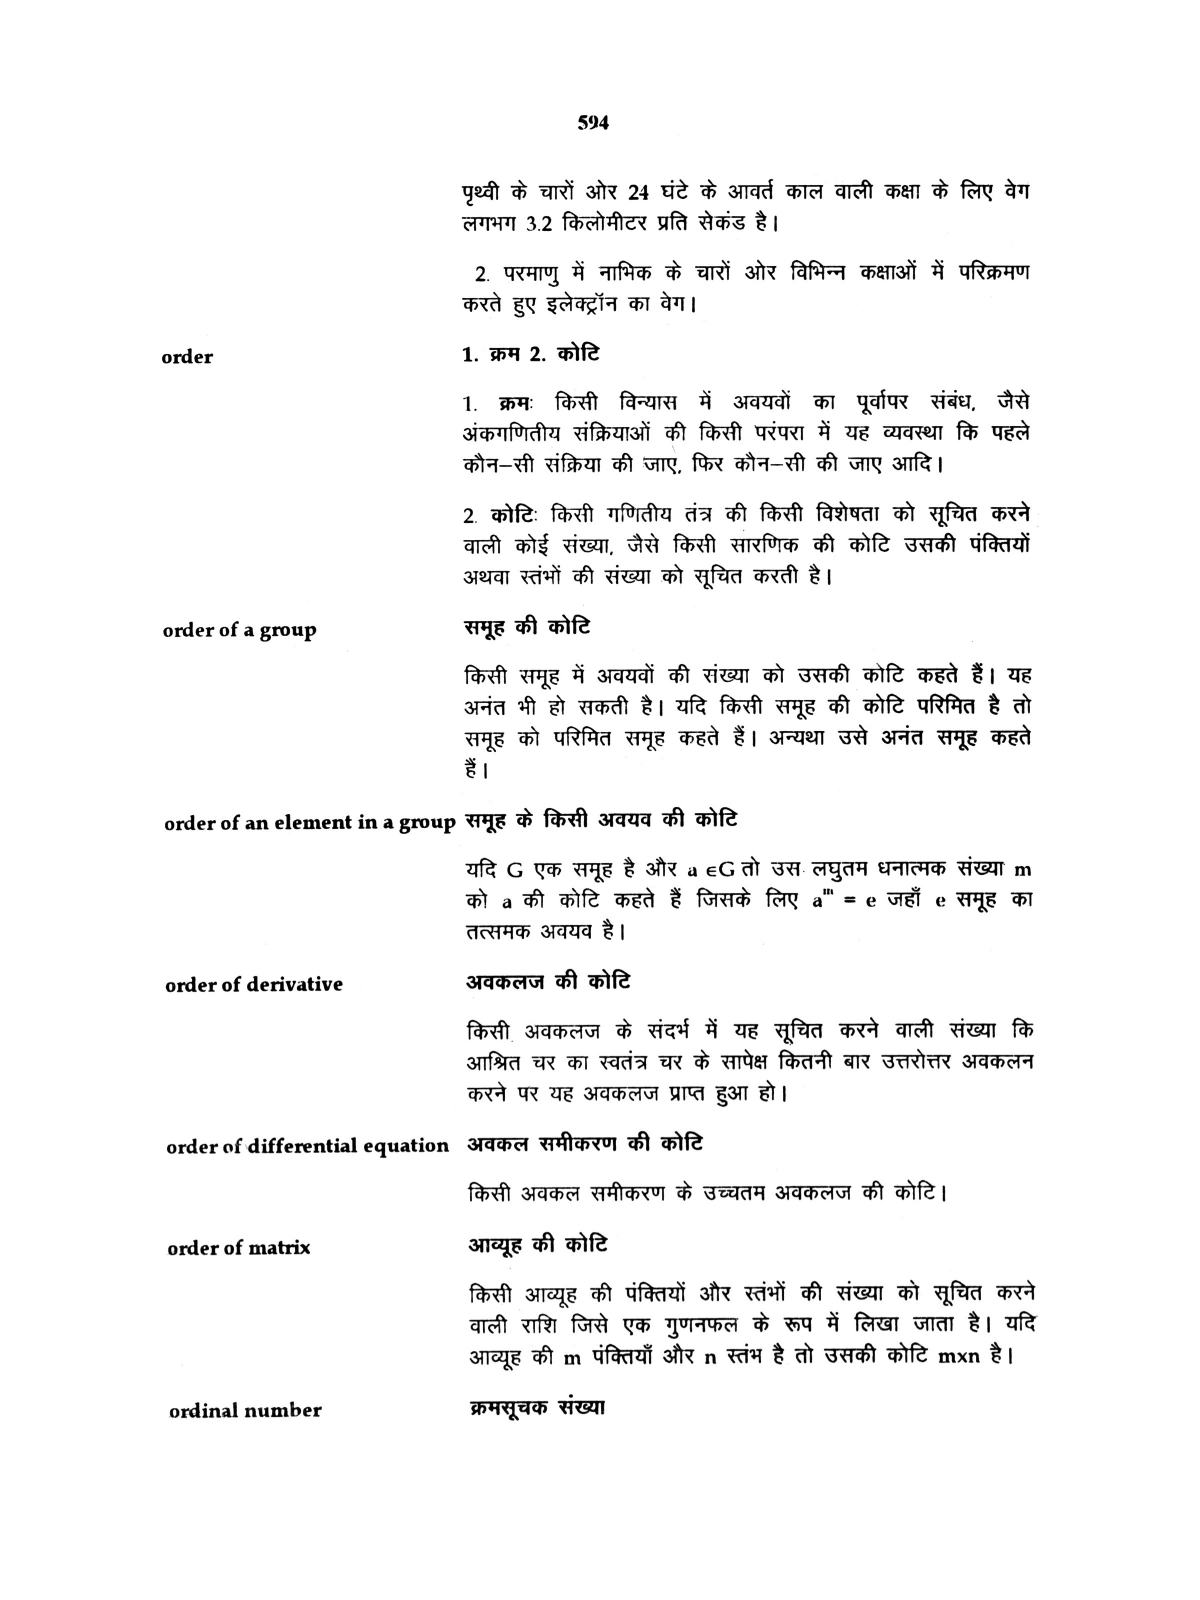 594
पृथ्वी के चारों ओर 24 घंटे के आवर्त काल वाली कक्षा के लिए वेग
लगभग 3.2 किलोमीटर प्रति सेकंड है।
2. परमाणु में नाभिक के चारों ओर विभिन्न कक्षाओं में परिक्रमण
करते हुए इलेक्ट्रॉन का वेग।
order 1. क्रम 2. कोटि
1. क्रमः किसी विन्यास में अवयवों का पूर्वापर संबंध, जैसे
अंकगणितीय संक्रियाओं की किसी परंपरा में यह व्यवस्था कि पहले
कौन–सी संक्रिया की जाए, फिर कौन–सी की जाए आदि।
2. कोटिः किसी गणितीय तंत्र की किसी विशेषता को सूचित करने
वाली कोई संख्या, जैसे किसी सारणिक की कोटि उसकी पंक्तियों
अथवा स्तंभों की संख्या को सूचित करती है।
order of a group समूह की कोटि
किसी समूह में अवयवों की संख्या को उसकी कोटि कहते हैं। यह
अनंत भी हो सकती है। यदि किसी समूह की कोटि परिमित है तो
समूह को परिमित समूह कहते हैं। अन्यथा उसे अनंत समूह कहते
हैं।
order of an element in a group समूह के किसी अवयव की कोटि
यदि G एक समूह है और a ∈G तो उस लघुतम धनात्मक संख्या m
को a की कोटि कहते हैं जिसके लिए aᵐ = e जहाँ e समूह का
तत्समक अवयव है।
order of derivative अवकलज की कोटि
किसी अवकलज के संदर्भ में यह सूचित करने वाली संख्या कि
आश्रित चर का स्वतंत्र चर के सापेक्ष कितनी बार उत्तरोत्तर अवकलन
करने पर यह अवकलज प्राप्त हुआ हो।
order of differential equation अवकल समीकरण की कोटि
किसी अवकल समीकरण के उच्चतम अवकलज की कोटि।
order of matrix आव्यूह की कोटि
किसी आव्यूह की पंक्तियों और स्तंभों की संख्या को सूचित करने
वाली राशि जिसे एक गुणनफल के रूप में लिखा जाता है। यदि
आव्यूह की m पंक्तियाँ और n स्तंभ है तो उसकी कोटि mxn है।
ordinal number क्रमसूचक संख्या